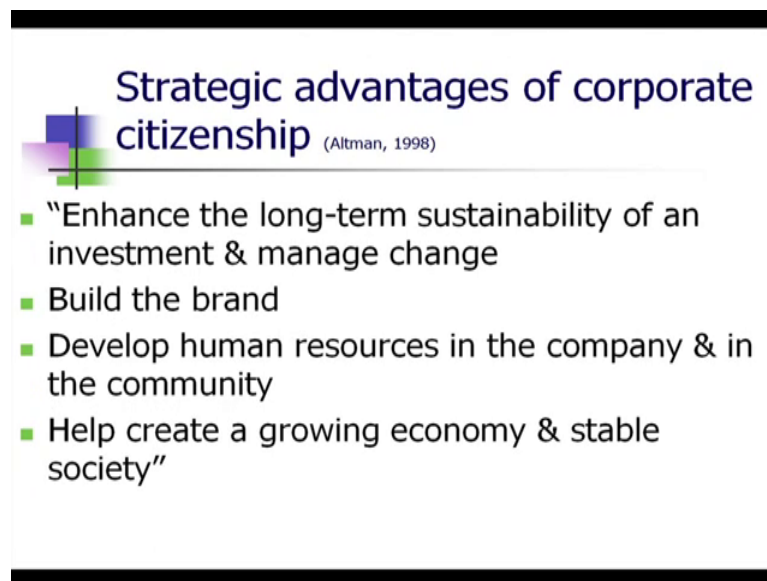 Strategic advantages of corporate
citizenship (Altman, 1998)
“Enhance the long-term sustainability of an
investment & manage change
Build the brand
Develop human resources in the company & in
the community
Help create a growing economy & stable
society”